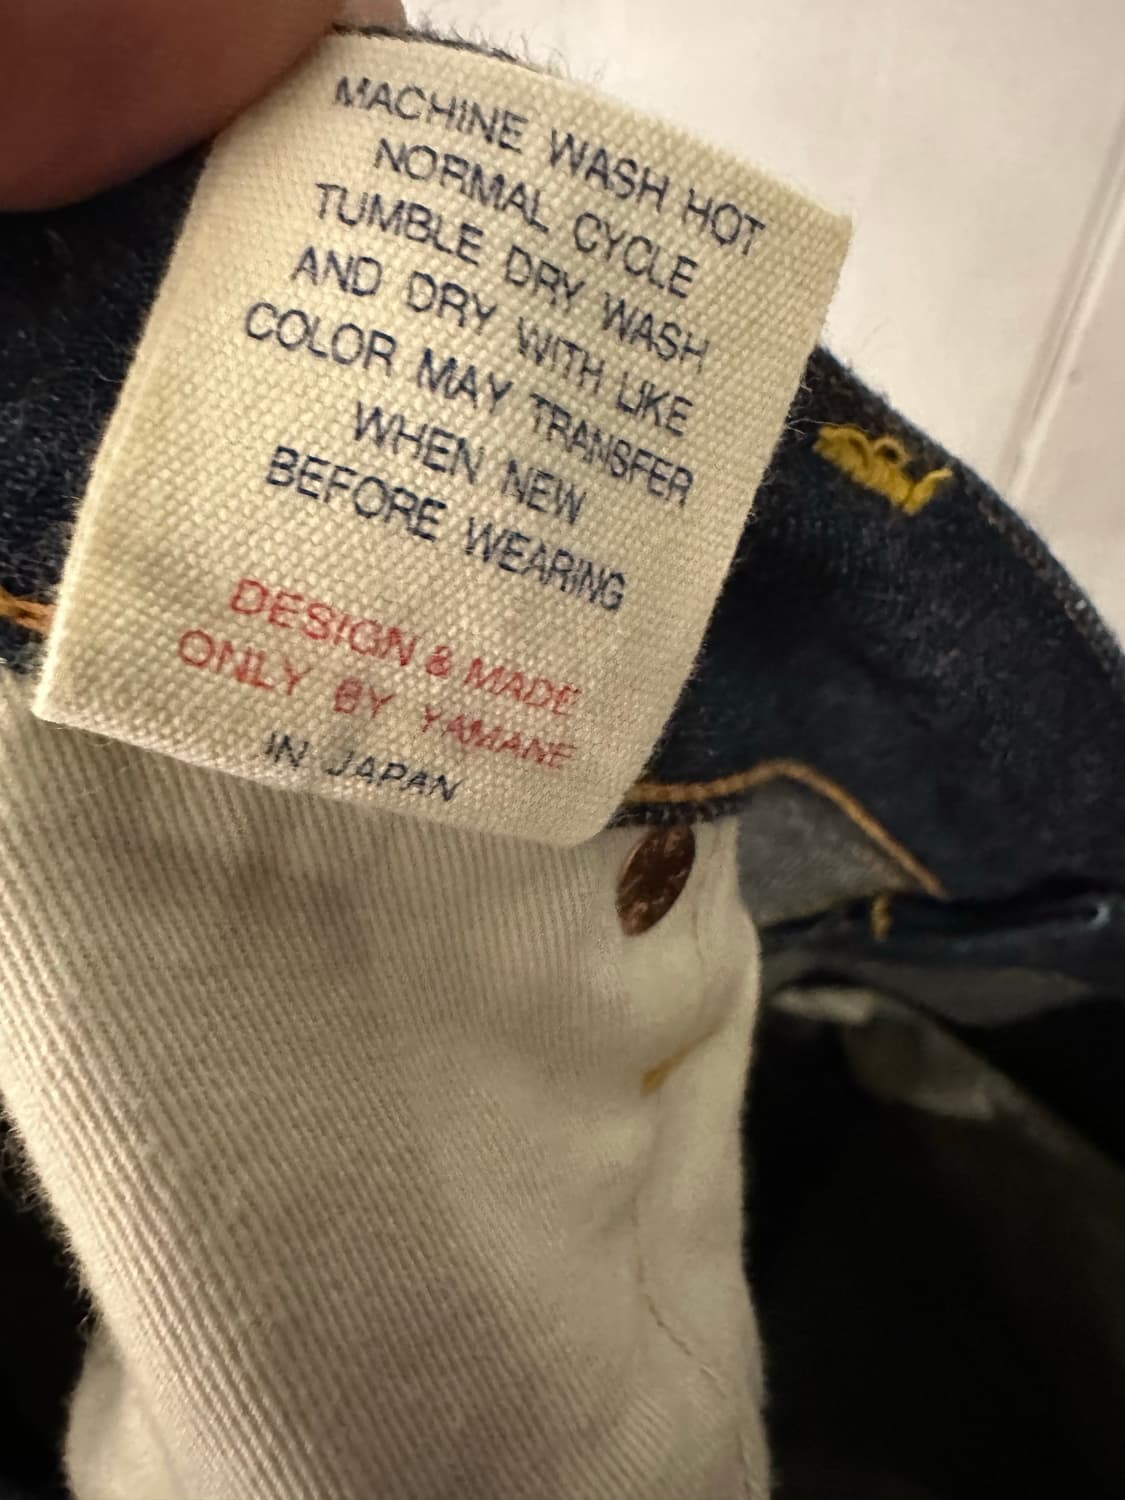 MACHINE WASH HOT
NORMAL CYCLE
TUMBLE DRY WASH
AND DRY WITH LIKE
COLOR MAY TRANSFER
WHEN NEW
BEFORE WEARING
DESIGN & MADE
ONLY BY YAMANE
IN JAPAN